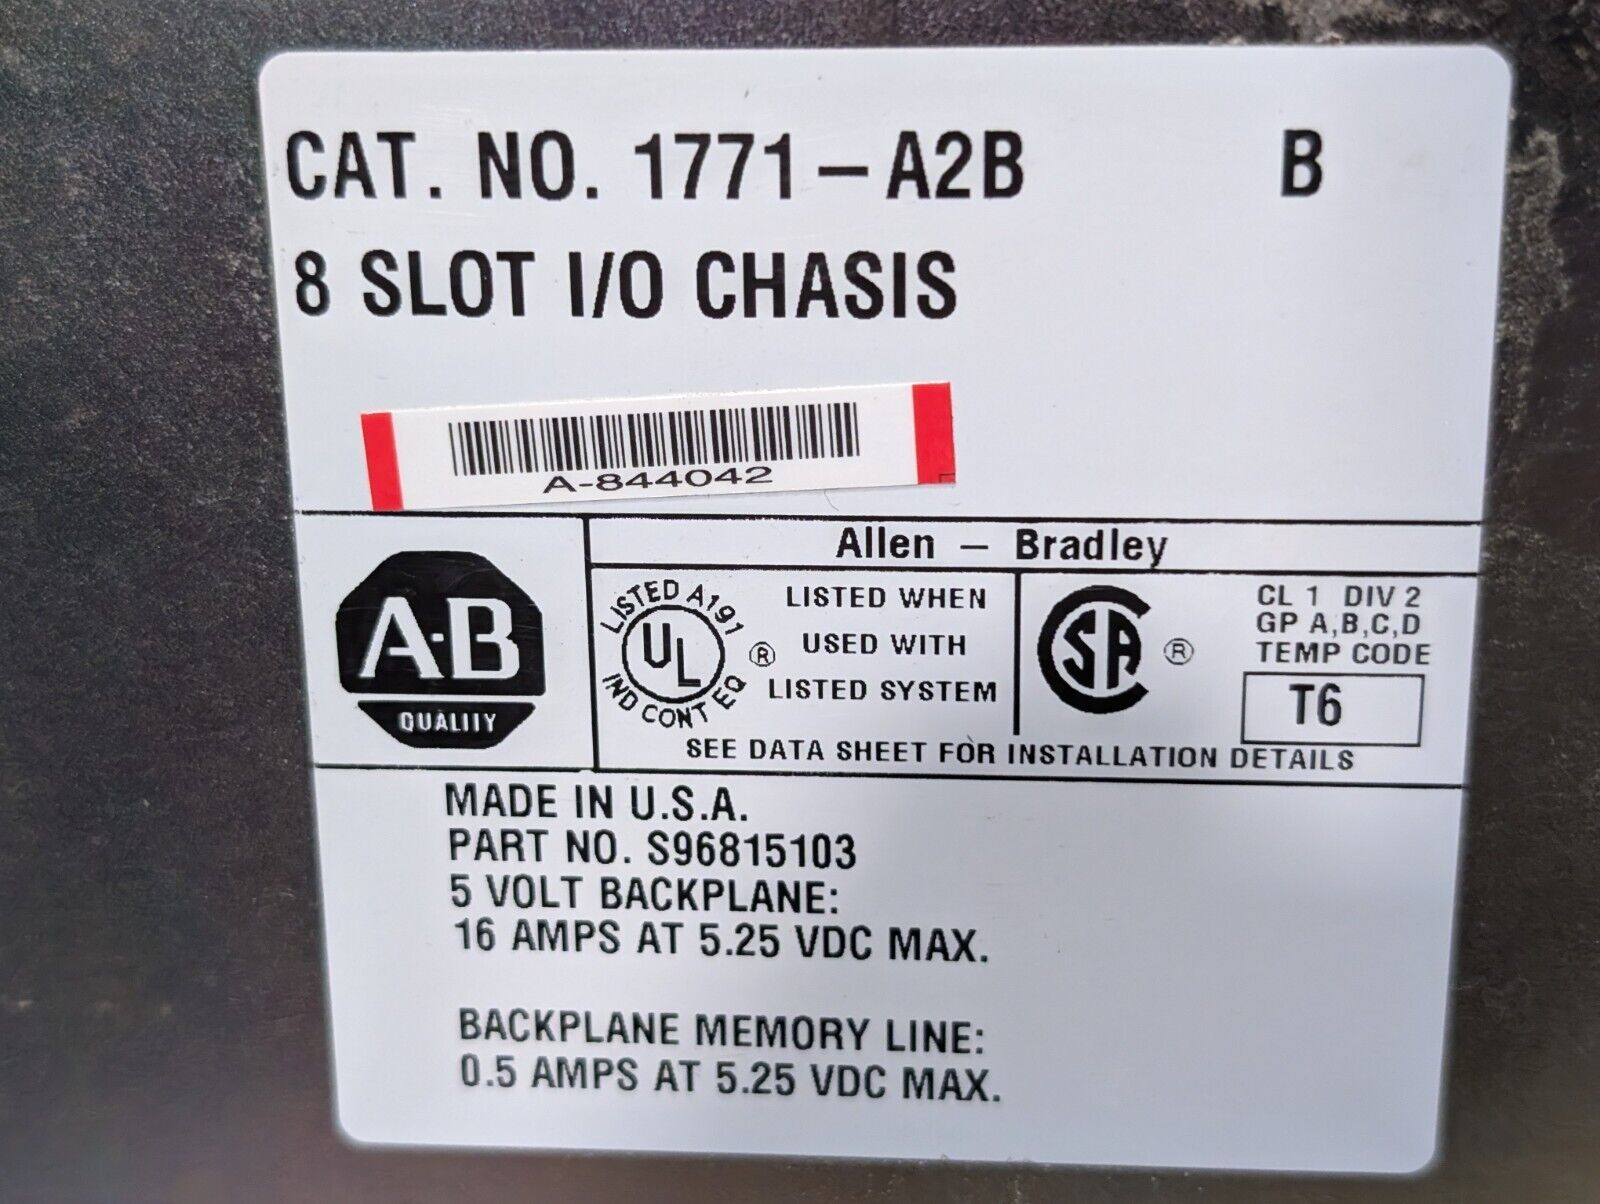 CAT. NO. 1771-A2B B
8 SLOT I/O CHASIS
A-844042
Allen - Bradley
A-B
QUALITY
LISTED A191
UL
IND CONT EQ
®
LISTED WHEN
USED WITH
LISTED SYSTEM
SA
®
CL 1 DIV 2
GP A,B,C,D
TEMP CODE
T6
SEE DATA SHEET FOR INSTALLATION DETAILS
MADE IN U.S.A.
PART NO. S96815103
5 VOLT BACKPLANE:
16 AMPS AT 5.25 VDC MAX.
BACKPLANE MEMORY LINE:
0.5 AMPS AT 5.25 VDC MAX.